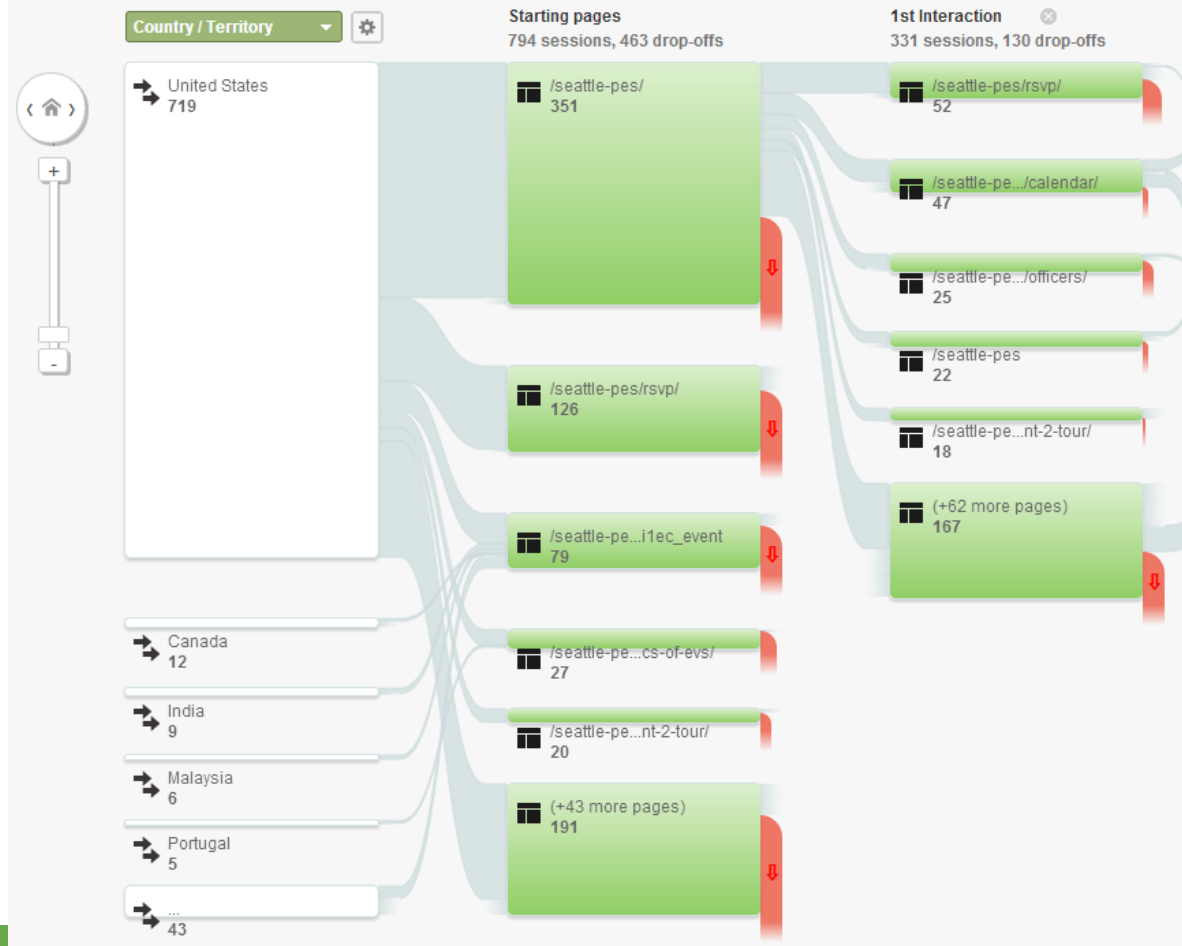 Country / Territory
United States
719
Canada
12
India
9
Malaysia
6
Portugal
5
...
43
+
-
Starting pages
794 sessions, 463 drop-offs
/seattle-pes/
351
/seattle-pes/rsvp/
126
/seattle-pe...i1ec_event
79
/seattle-pe...cs-of-evs/
27
/seattle-pe...nt-2-tour/
20
(+43 more pages)
191
1st Interaction
331 sessions, 130 drop-offs
/seattle-pes/rsvp/
52
/seattle-pe.../calendar/
47
/seattle-pe.../officers/
25
/seattle-pes
22
/seattle-pe...nt-2-tour/
18
(+62 more pages)
167